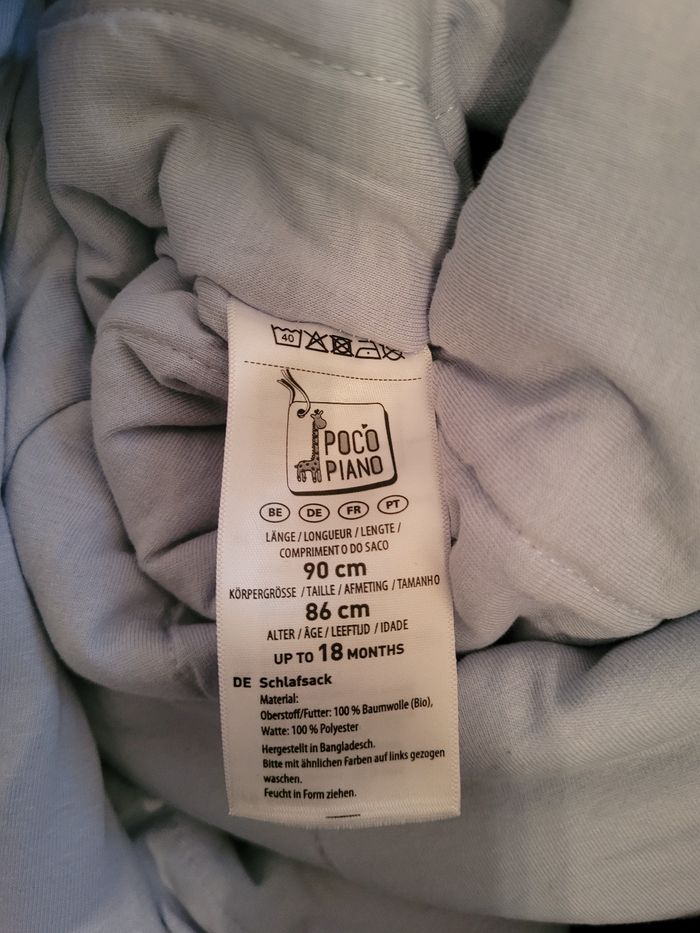 40
POCO
PIANO
BE DE FR PT
LÄNGE / LONGUEUR / LENGTE /
COMPRIMENTO DO SACO
90 cm
KÖRPERGRÖSSE / TAILLE / AFMETING / TAMANHO
86 cm
ALTER / ÂGE / LEEFTIJD / IDADE
UP TO 18 MONTHS
DE Schlafsack
Material:
Oberstoff/Futter: 100 % Baumwolle (Bio),
Watte: 100 % Polyester
Hergestellt in Bangladesch.
Bitte mit ähnlichen Farben auf links gezogen
waschen.
Feucht in Form ziehen.